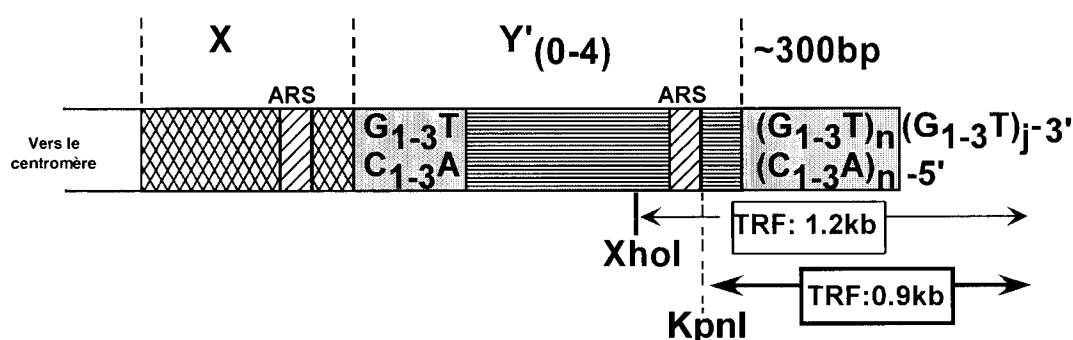 X
Y'(0-4)
~300bp
ARS
ARS
Vers le
centromère
G1-3T
C1-3A
(G1-3T)n(G1-3T)j-3'
(C1-3A)n-5'
TRF: 1.2kb
XhoI
TRF:0.9kb
KpnI